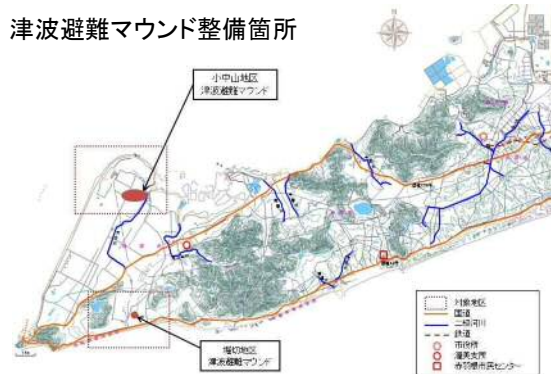 津波避難マウンド整備箇所
小中山地区
津波避難マウンド
堀切地区
津波避難マウンド
対象地区
国道
二級河川
鉄道
市役所
渥美支所
赤羽根市民センター